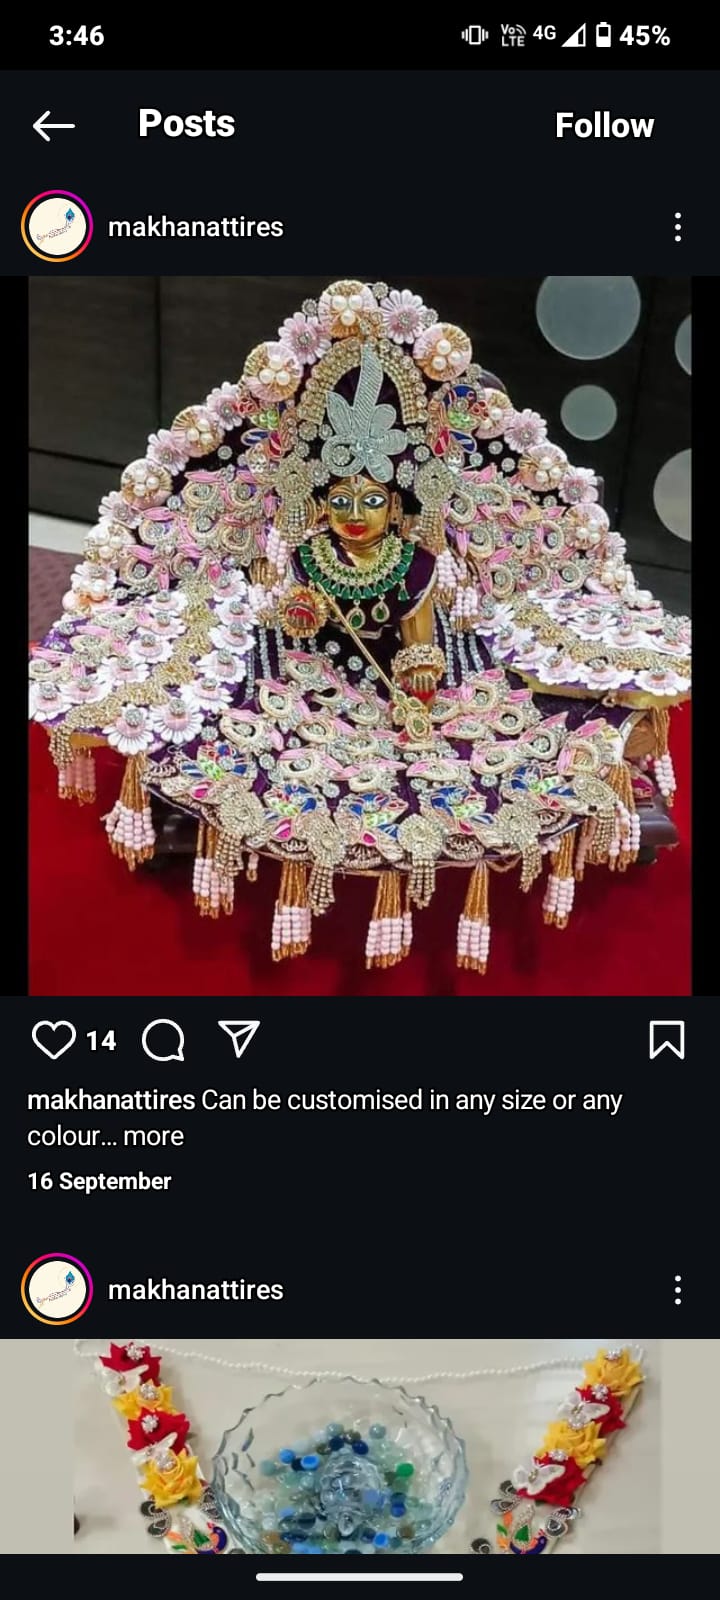 3:46 Vo LTE 4G 45%
Posts Follow
makhanattires
14
makhanattires Can be customised in any size or any
colour... more
16 September
makhanattires